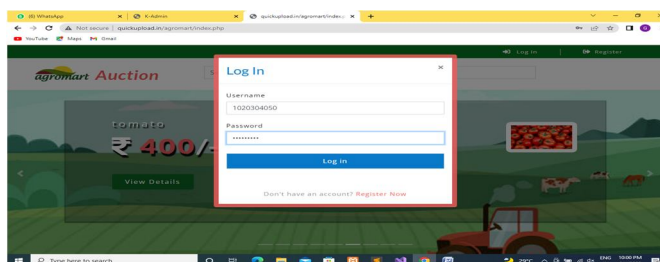 (6) WhatsApp
K-Admin
quickupload.in/agromart/index.p
Not secure | quickupload.in/agromart/index.php
YouTube Maps Gmail
Log In | Register
agromart Auction
Log In
×
Username
1020304050
Password
•••••••••
Log in
Don't have an account? Register Now
tomato
₹ 400/-
View Details
Type here to search
29°C
ENG 10:00 PM